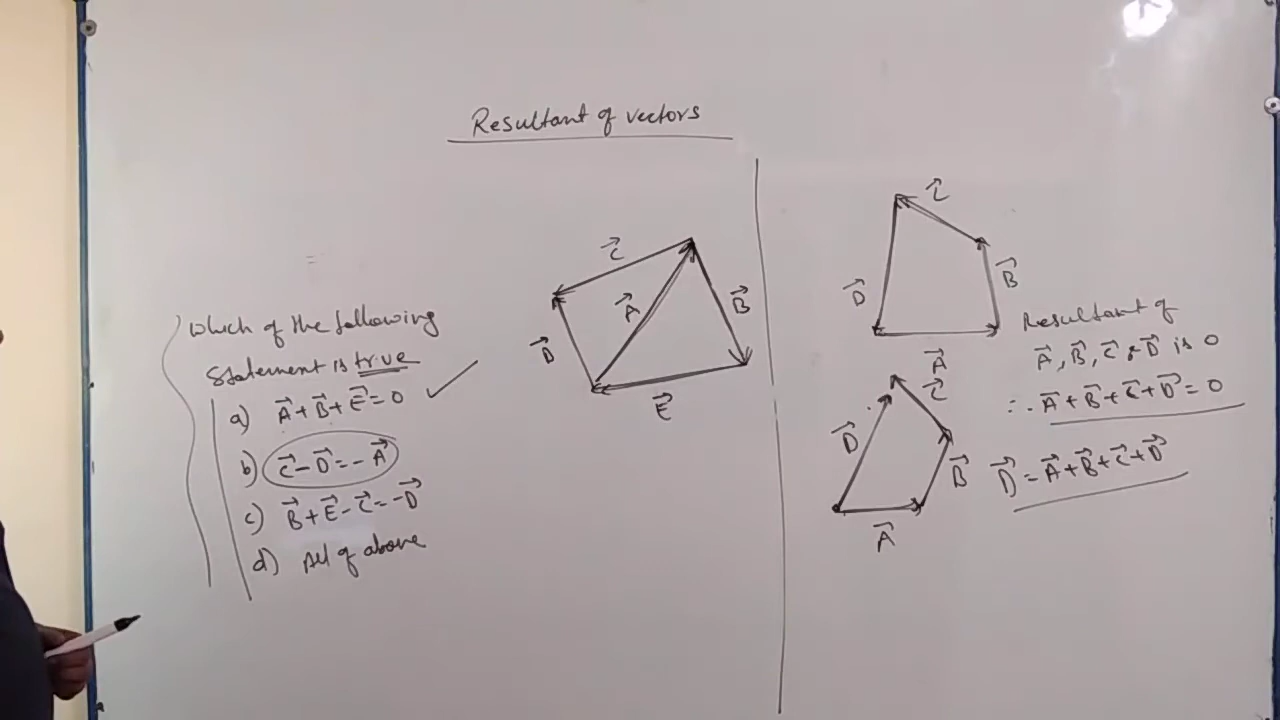 Resultant of vectors
Which of the following
statement is true
a) A⃗ + B⃗ + E⃗ = 0 ✓
b) C⃗ - D⃗ = - A⃗
c) B⃗ + E⃗ - C⃗ = -D⃗
d) All of above
C⃗
A⃗
B⃗
D⃗
E⃗
C⃗
B⃗
D⃗
A⃗
Resultant of
A⃗, B⃗, C⃗ & D⃗ is 0
∴ A⃗ + B⃗ + C⃗ + D⃗ = 0
C⃗
D⃗
B⃗
A⃗
D⃗ = A⃗ + B⃗ + C⃗ + D⃗